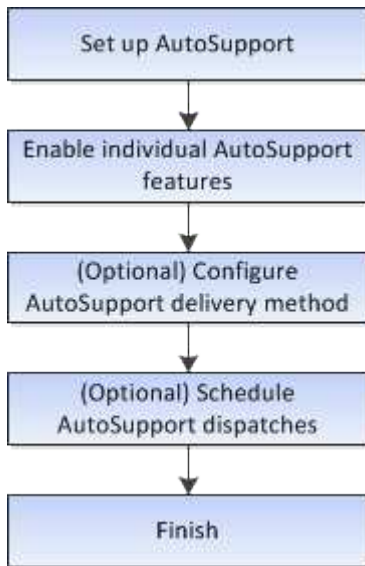 Set up AutoSupport
Enable individual AutoSupport
features
(Optional) Configure
AutoSupport delivery method
(Optional) Schedule
AutoSupport dispatches
Finish